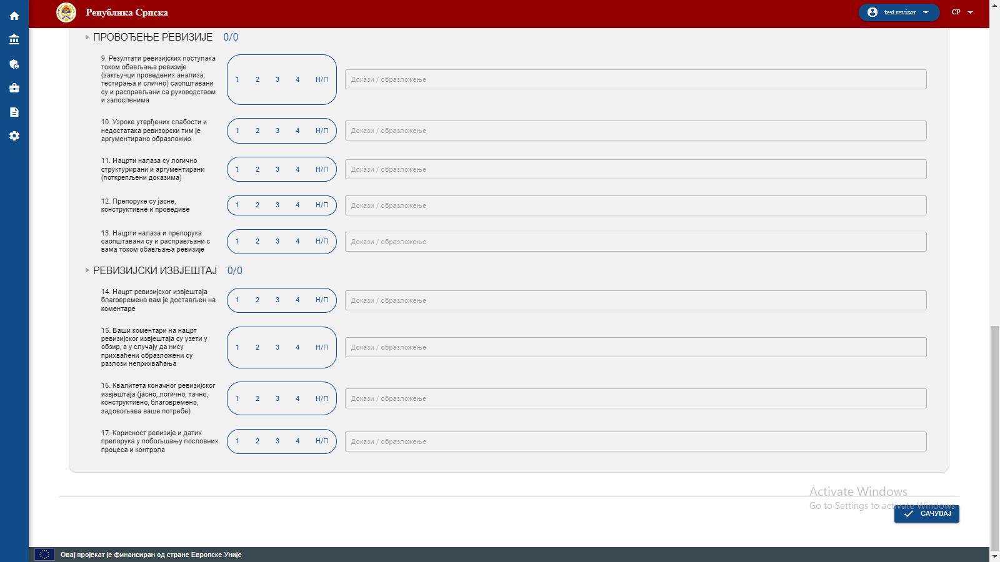 Република Српска
test.revizor
СР
ПРОВОЂЕЊЕ РЕВИЗИЈЕ 0/0
9. Резултати ревизијских поступака
током обављања ревизије
(закључци проведених анализа,
тестирања и слично) саопштавани
су и расправљани са руководством
и запосленима
1 2 3 4 Н/П
Докази / образложење
10. Узроке утврђених слабости и
недостатака ревизорски тим је
аргументирано образложио
1 2 3 4 Н/П
Докази / образложење
11. Нацрти налаза су логично
структурирани и аргументирани
(поткрепљени доказима)
1 2 3 4 Н/П
Докази / образложење
12. Препоруке су јасне,
конструктивне и проведиве
1 2 3 4 Н/П
Докази / образложење
13. Нацрти налаза и препорука
саопштавани су и расправљани с
вама током обављања ревизије
1 2 3 4 Н/П
Докази / образложење
РЕВИЗИЈСКИ ИЗВЈЕШТАЈ 0/0
14. Нацрт ревизијског извјештаја
благовремено вам је достављен на
коментаре
1 2 3 4 Н/П
Докази / образложење
15. Ваши коментари на нацрт
ревизијског извјештаја су узети у
обзир, а у случају да нису
прихваћени образложени су
разлози неприхваћања
1 2 3 4 Н/П
Докази / образложење
16. Квалитета коначног ревизијског
извјештаја (јасно, логично, тачно,
конструктивно, благовремено,
задовољава ваше потребе)
1 2 3 4 Н/П
Докази / образложење
17. Корисност ревизије и датих
препорука у побољшању пословних
процеса и контрола
1 2 3 4 Н/П
Докази / образложење
Activate Windows
Go to Settings to activate Windows.
САЧУВАЈ
Овај пројекат је финансиран од стране Европске Уније